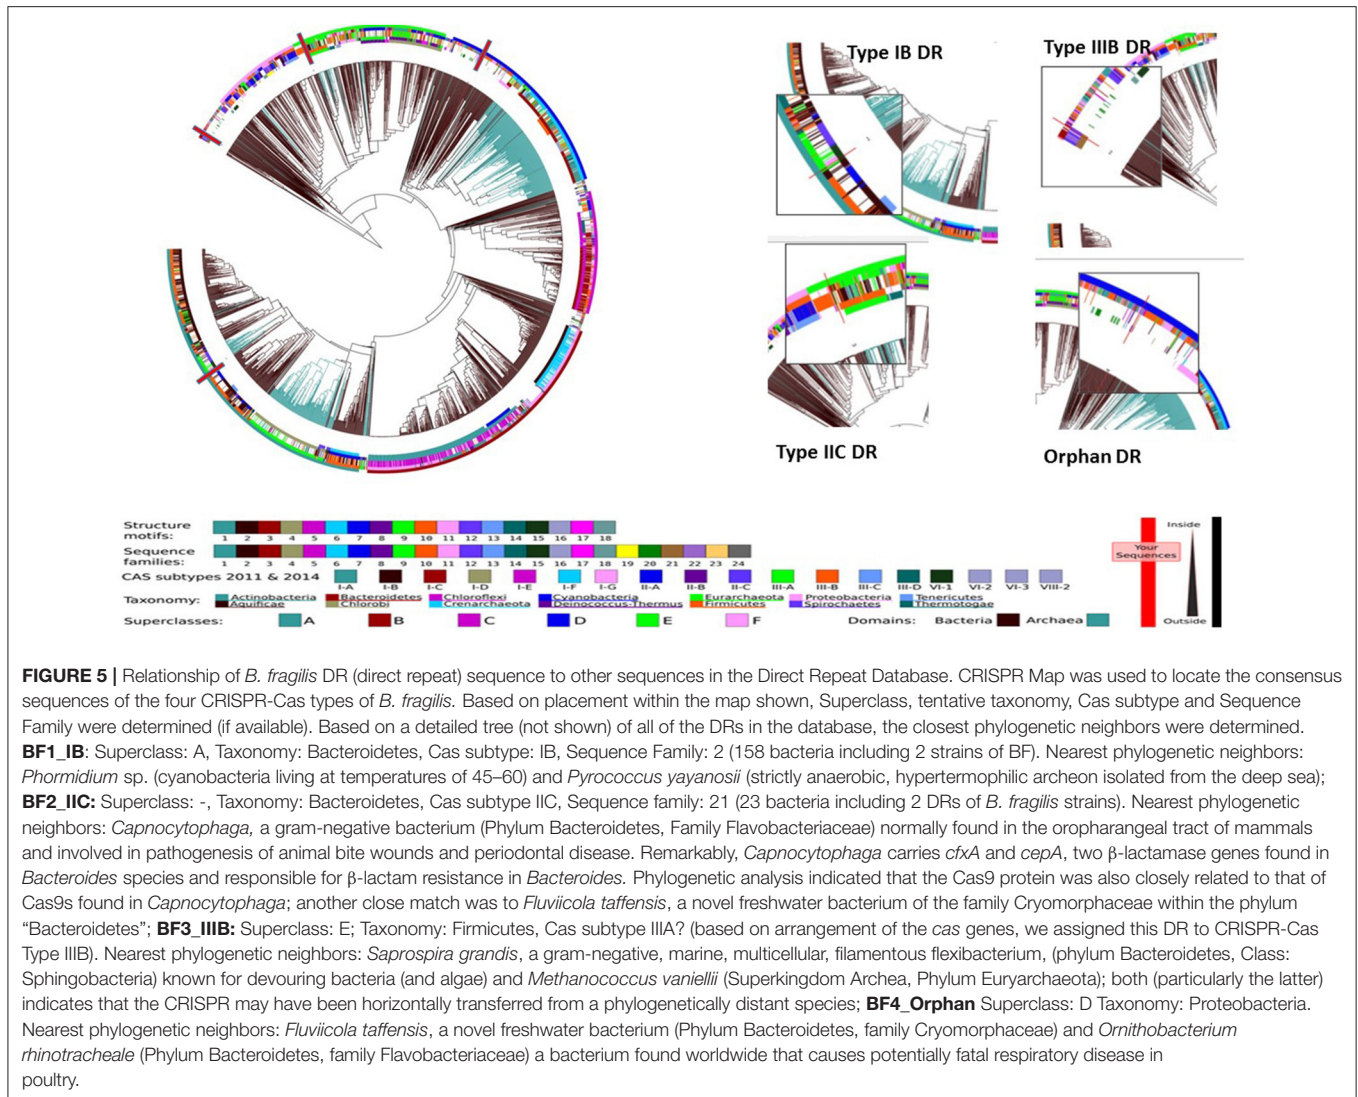 Type IB DR
Type IIIB DR
Type IIC DR
Orphan DR
Structure motifs:
1 2 3 4 5 6 7 8 9 10 11 12 13 14 15 16 17 18
Sequence families:
1 2 3 4 5 6 7 8 9 10 11 12 13 14 15 16 17 18 19 20 21 22 23 24
CAS subtypes 2011 & 2014
I-A I-B I-C I-D I-E I-F I-G II-A II-B II-C III-A III-B III-C III-D VI-1 VI-2 VI-3 VIII-2
Taxonomy: Actinobacteria Bacteroidetes Chloroflexi Cyanobacteria Eurarchaeota Proteobacteria Tenericutes
Aquificae Chlorobi Crenarchaeota Deinococcus-Thermus Firmicutes Spirochaetes Thermotogae
Superclasses: A B C D E F Domains: Bacteria Archaea
Inside
Your Sequences
Outside
FIGURE 5 | Relationship of B. fragilis DR (direct repeat) sequence to other sequences in the Direct Repeat Database. CRISPR Map was used to locate the consensus
sequences of the four CRISPR-Cas types of B. fragilis. Based on placement within the map shown, Superclass, tentative taxonomy, Cas subtype and Sequence
Family were determined (if available). Based on a detailed tree (not shown) of all of the DRs in the database, the closest phylogenetic neighbors were determined.
BF1_IB: Superclass: A, Taxonomy: Bacteroidetes, Cas subtype: IB, Sequence Family: 2 (158 bacteria including 2 strains of BF). Nearest phylogenetic neighbors:
Phormidium sp. (cyanobacteria living at temperatures of 45–60) and Pyrococcus yayanosii (strictly anaerobic, hypertermophilic archeon isolated from the deep sea);
BF2_IIC: Superclass: -, Taxonomy: Bacteroidetes, Cas subtype IIC, Sequence family: 21 (23 bacteria including 2 DRs of B. fragilis strains). Nearest phylogenetic
neighbors: Capnocytophaga, a gram-negative bacterium (Phylum Bacteroidetes, Family Flavobacteriaceae) normally found in the oropharangeal tract of mammals
and involved in pathogenesis of animal bite wounds and periodontal disease. Remarkably, Capnocytophaga carries cfxA and cepA, two β-lactamase genes found in
Bacteroides species and responsible for β-lactam resistance in Bacteroides. Phylogenetic analysis indicated that the Cas9 protein was also closely related to that of
Cas9s found in Capnocytophaga; another close match was to Fluviicola taffensis, a novel freshwater bacterium of the family Cryomorphaceae within the phylum
“Bacteroidetes”; BF3_IIIB: Superclass: E; Taxonomy: Firmicutes, Cas subtype IIIA? (based on arrangement of the cas genes, we assigned this DR to CRISPR-Cas
Type IIIB). Nearest phylogenetic neighbors: Saprospira grandis, a gram-negative, marine, multicellular, filamentous flexibacterium, (phylum Bacteroidetes, Class:
Sphingobacteria) known for devouring bacteria (and algae) and Methanococcus vaniellii (Superkingdom Archea, Phylum Euryarchaeota); both (particularly the latter)
indicates that the CRISPR may have been horizontally transferred from a phylogenetically distant species; BF4_Orphan Superclass: D Taxonomy: Proteobacteria.
Nearest phylogenetic neighbors: Fluviicola taffensis, a novel freshwater bacterium (Phylum Bacteroidetes, family Cryomorphaceae) and Ornithobacterium
rhinotracheale (Phylum Bacteroidetes, family Flavobacteriaceae) a bacterium found worldwide that causes potentially fatal respiratory disease in
poultry.